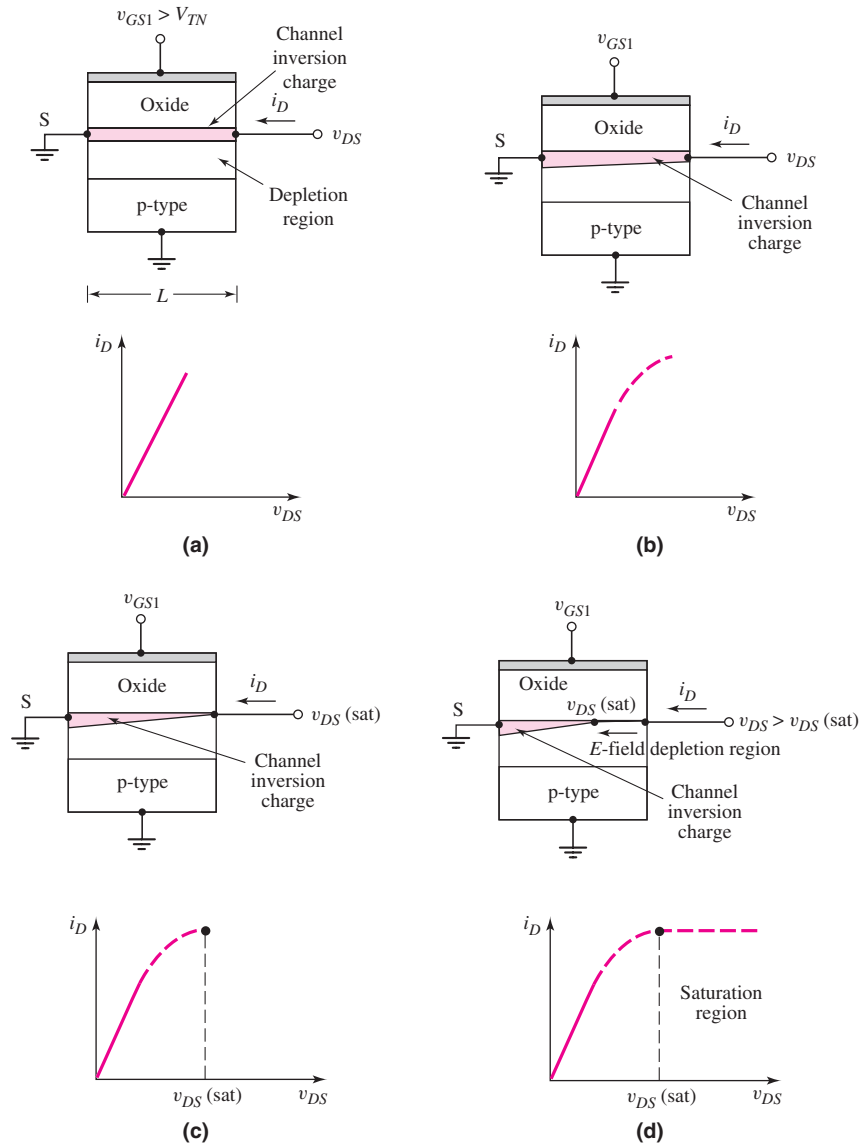 v_GS1 > V_TN
Channel
inversion
charge
Oxide
i_D
S
v_DS
Depletion
region
p-type
L
i_D
v_DS
(a)
v_GS1
Oxide
i_D
S
v_DS
Channel
inversion
charge
p-type
i_D
v_DS
(b)
v_GS1
Oxide
i_D
S
v_DS (sat)
Channel
inversion
charge
p-type
i_D
v_DS (sat)
v_DS
(c)
v_GS1
Oxide
v_DS (sat)
i_D
S
v_DS > v_DS (sat)
E-field depletion region
p-type
Channel
inversion
charge
i_D
Saturation
region
v_DS (sat)
v_DS
(d)